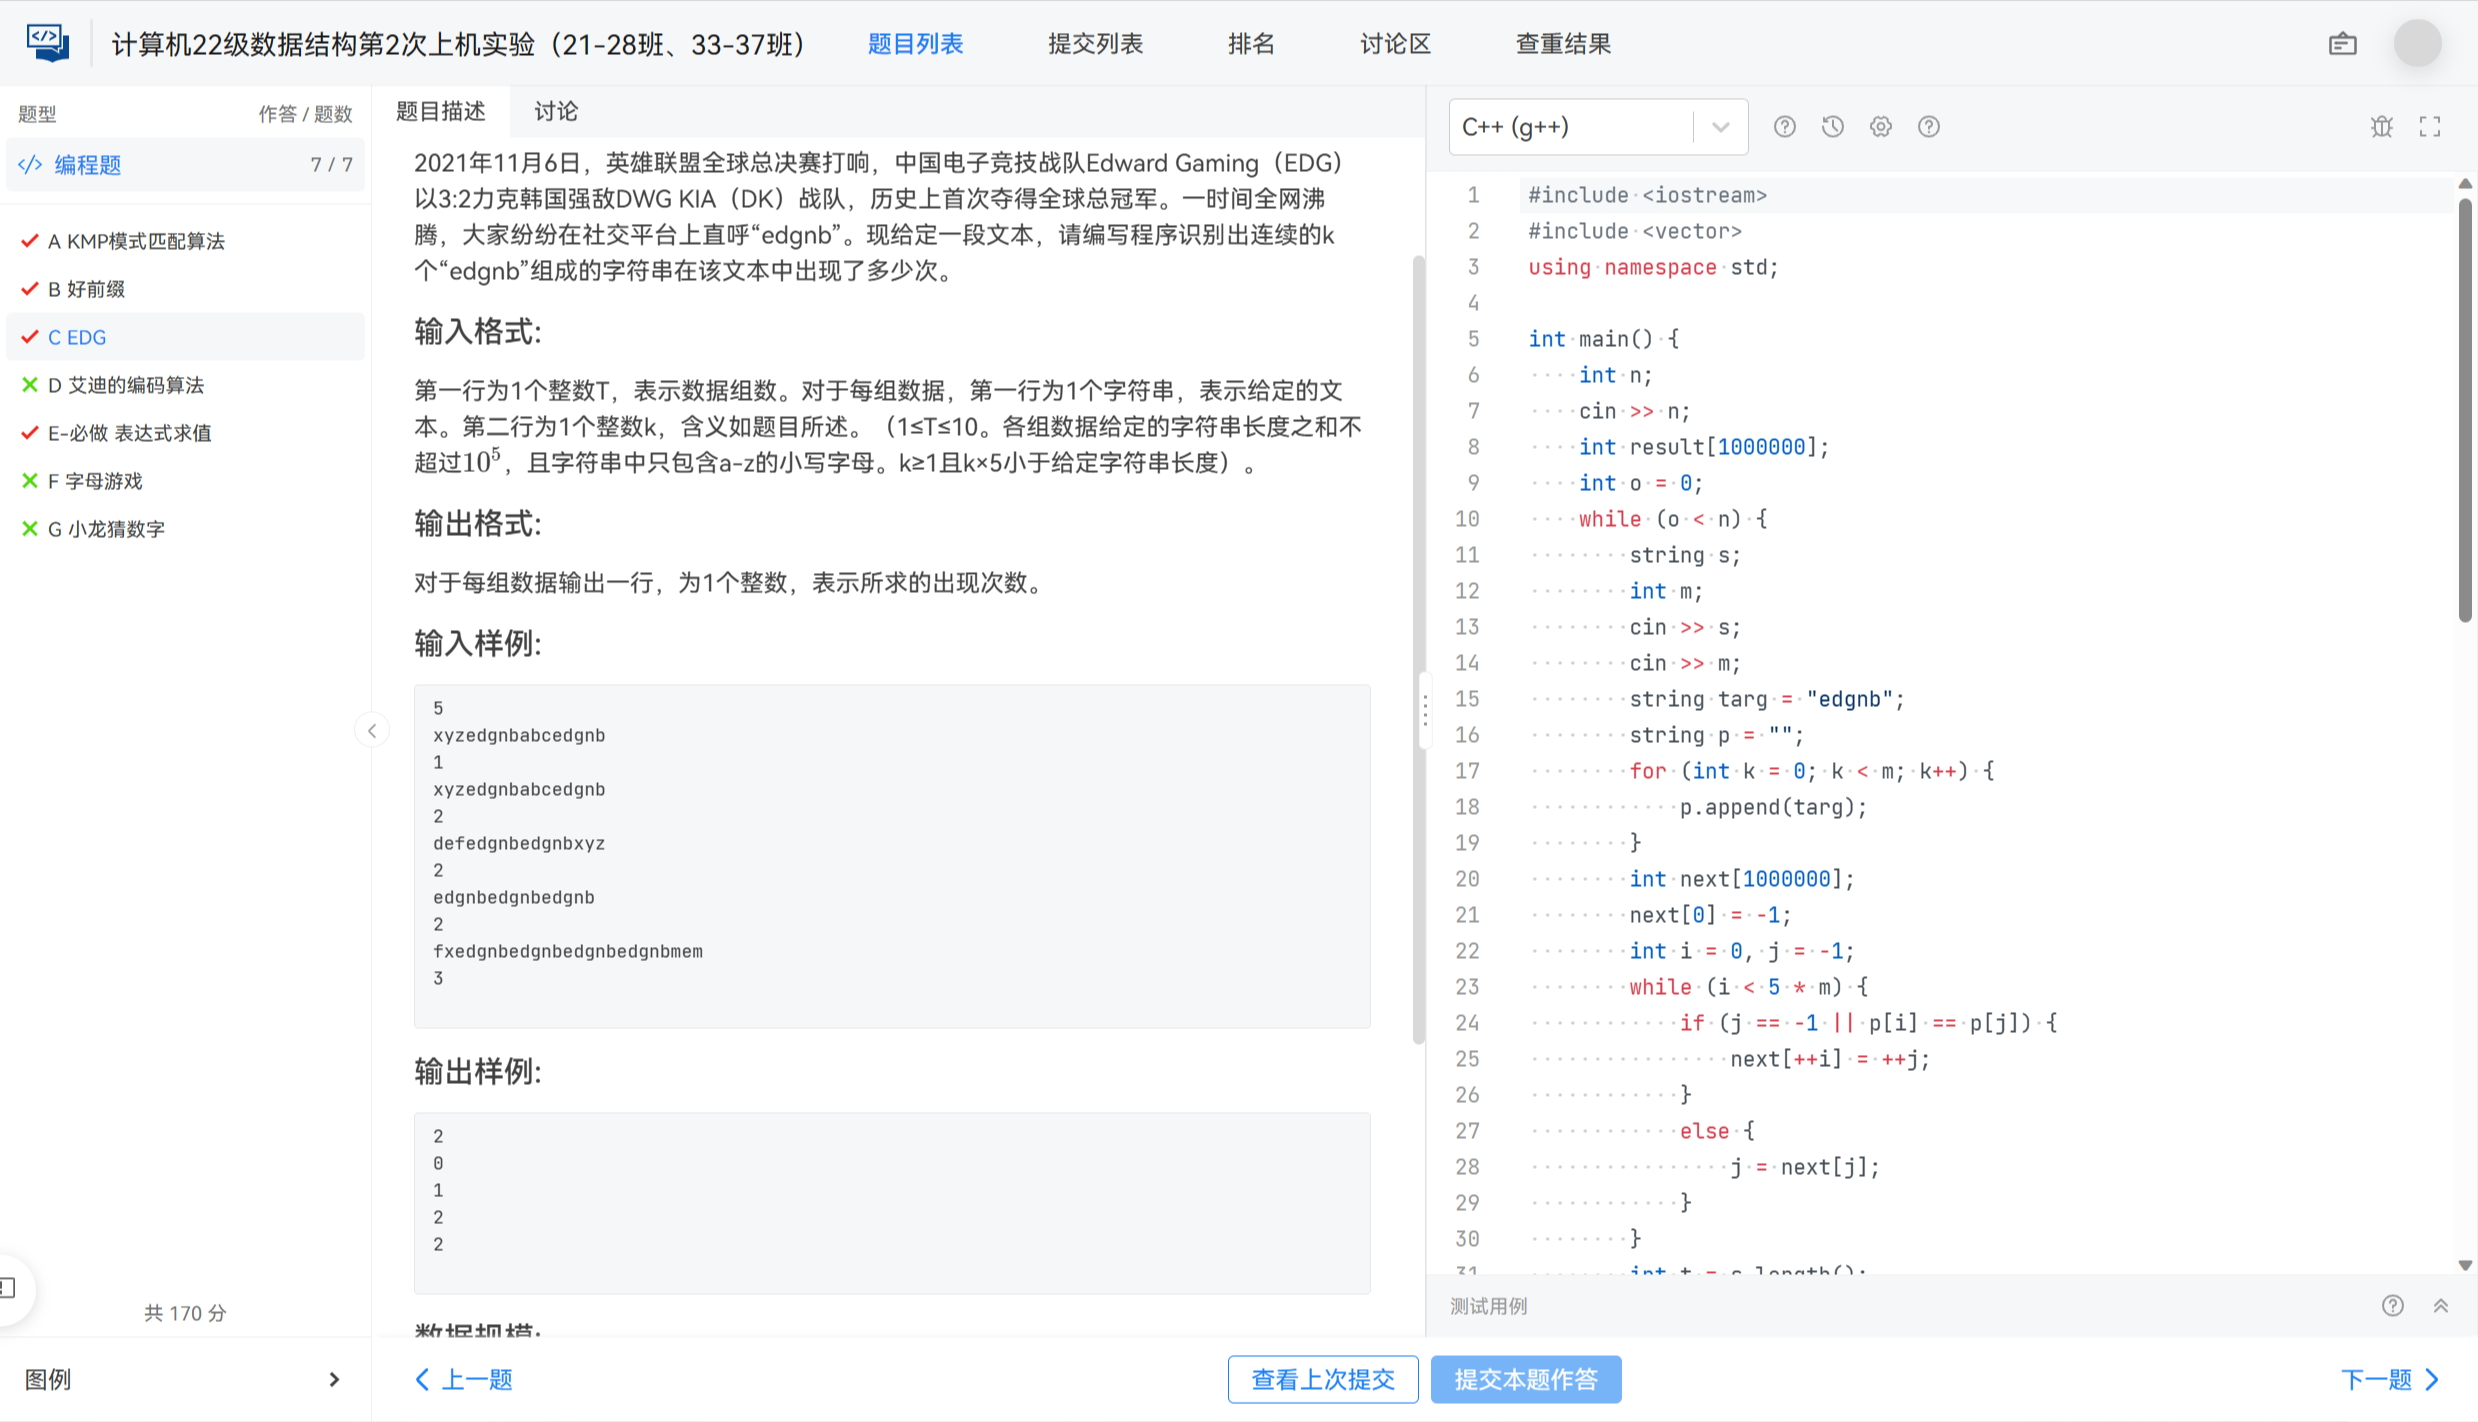 计算机22级数据结构第2次上机实验（21-28班、33-37班）
题目列表
提交列表
排名
讨论区
查重结果
题型
作答 / 题数
</> 编程题
7 / 7
A KMP模式匹配算法
B 好前缀
C EDG
D 艾迪的编码算法
E-必做 表达式求值
F 字母游戏
G 小龙猜数字
共 170 分
图例
题目描述
讨论
2021年11月6日，英雄联盟全球总决赛打响，中国电子竞技战队Edward Gaming（EDG）
以3:2力克韩国强敌DWG KIA（DK）战队，历史上首次夺得全球总冠军。一时间全网沸
腾，大家纷纷在社交平台上直呼“edgnb”。现给定一段文本，请编写程序识别出连续的k
个“edgnb”组成的字符串在该文本中出现了多少次。
输入格式:
第一行为1个整数T，表示数据组数。对于每组数据，第一行为1个字符串，表示给定的文
本。第二行为1个整数k，含义如题目所述。（1≤T≤10。各组数据给定的字符串长度之和不
超过10⁵，且字符串中只包含a-z的小写字母。k≥1且k×5小于给定字符串长度）。
输出格式:
对于每组数据输出一行，为1个整数，表示所求的出现次数。
输入样例:
5
xyzedgnbabcedgnb
1
xyzedgnbabcedgnb
2
defedgnbedgnbxyz
2
edgnbedgnbedgnb
2
fxedgnbedgnbedgnbedgnbmem
3
输出样例:
2
0
1
2
2
数据规模:
上一题
查看上次提交
提交本题作答
下一题
C++ (g++)
1 #include <iostream>
2 #include <vector>
3 using namespace std;
4
5 int main() {
6     int n;
7     cin >> n;
8     int result[1000000];
9     int o = 0;
10     while (o < n) {
11         string s;
12         int m;
13         cin >> s;
14         cin >> m;
15         string targ = "edgnb";
16         string p = "";
17         for (int k = 0; k < m; k++) {
18             p.append(targ);
19         }
20         int next[1000000];
21         next[0] = -1;
22         int i = 0, j = -1;
23         while (i < 5 * m) {
24             if (j == -1 || p[i] == p[j]) {
25                 next[++i] = ++j;
26             }
27             else {
28                 j = next[j];
29             }
30         }
31         int t = s.length();
测试用例